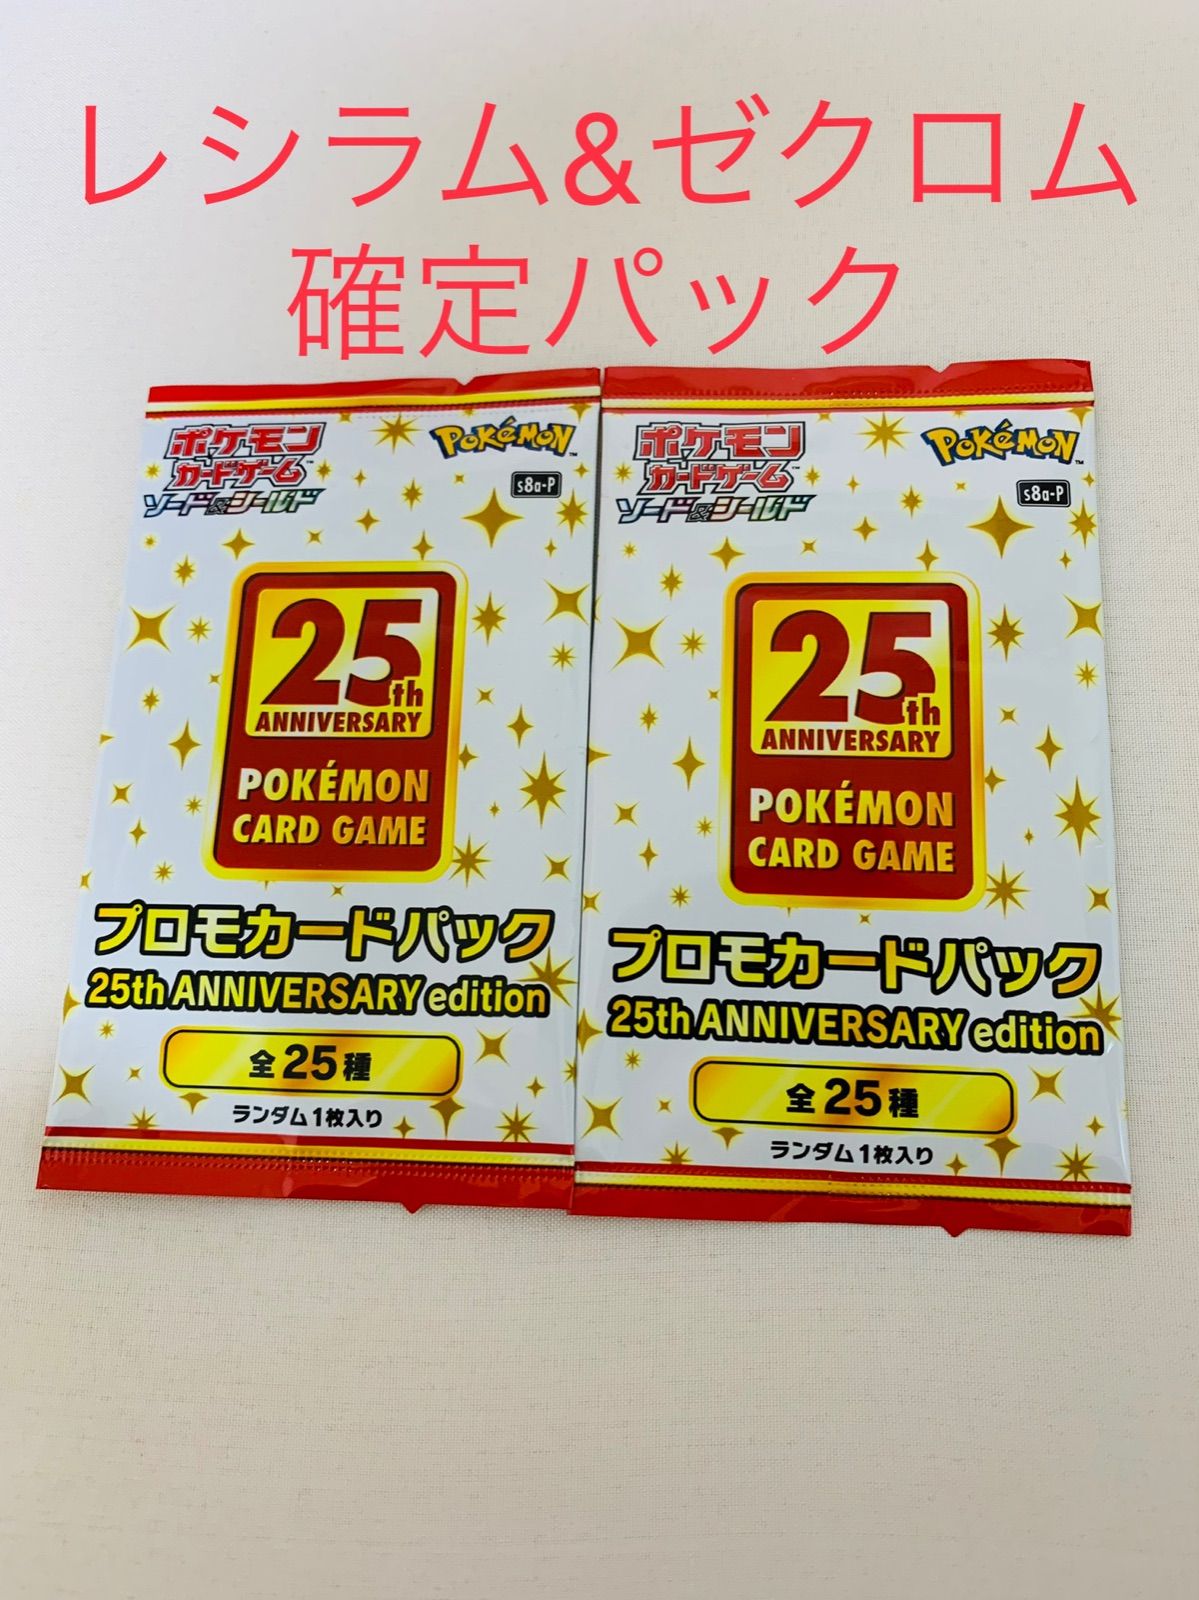 レシラム&ゼクロム
確定パック
ポケモン
カードゲーム
ソード&シールド
Pokémon
s8a-P
25th
ANNIVERSARY
POKÉMON
CARD GAME
プロモカードパック
25th ANNIVERSARY edition
全25種
ランダム1枚入り
ポケモン
カードゲーム
ソード&シールド
Pokémon
s8a-P
25th
ANNIVERSARY
POKÉMON
CARD GAME
プロモカードパック
25th ANNIVERSARY edition
全25種
ランダム1枚入り